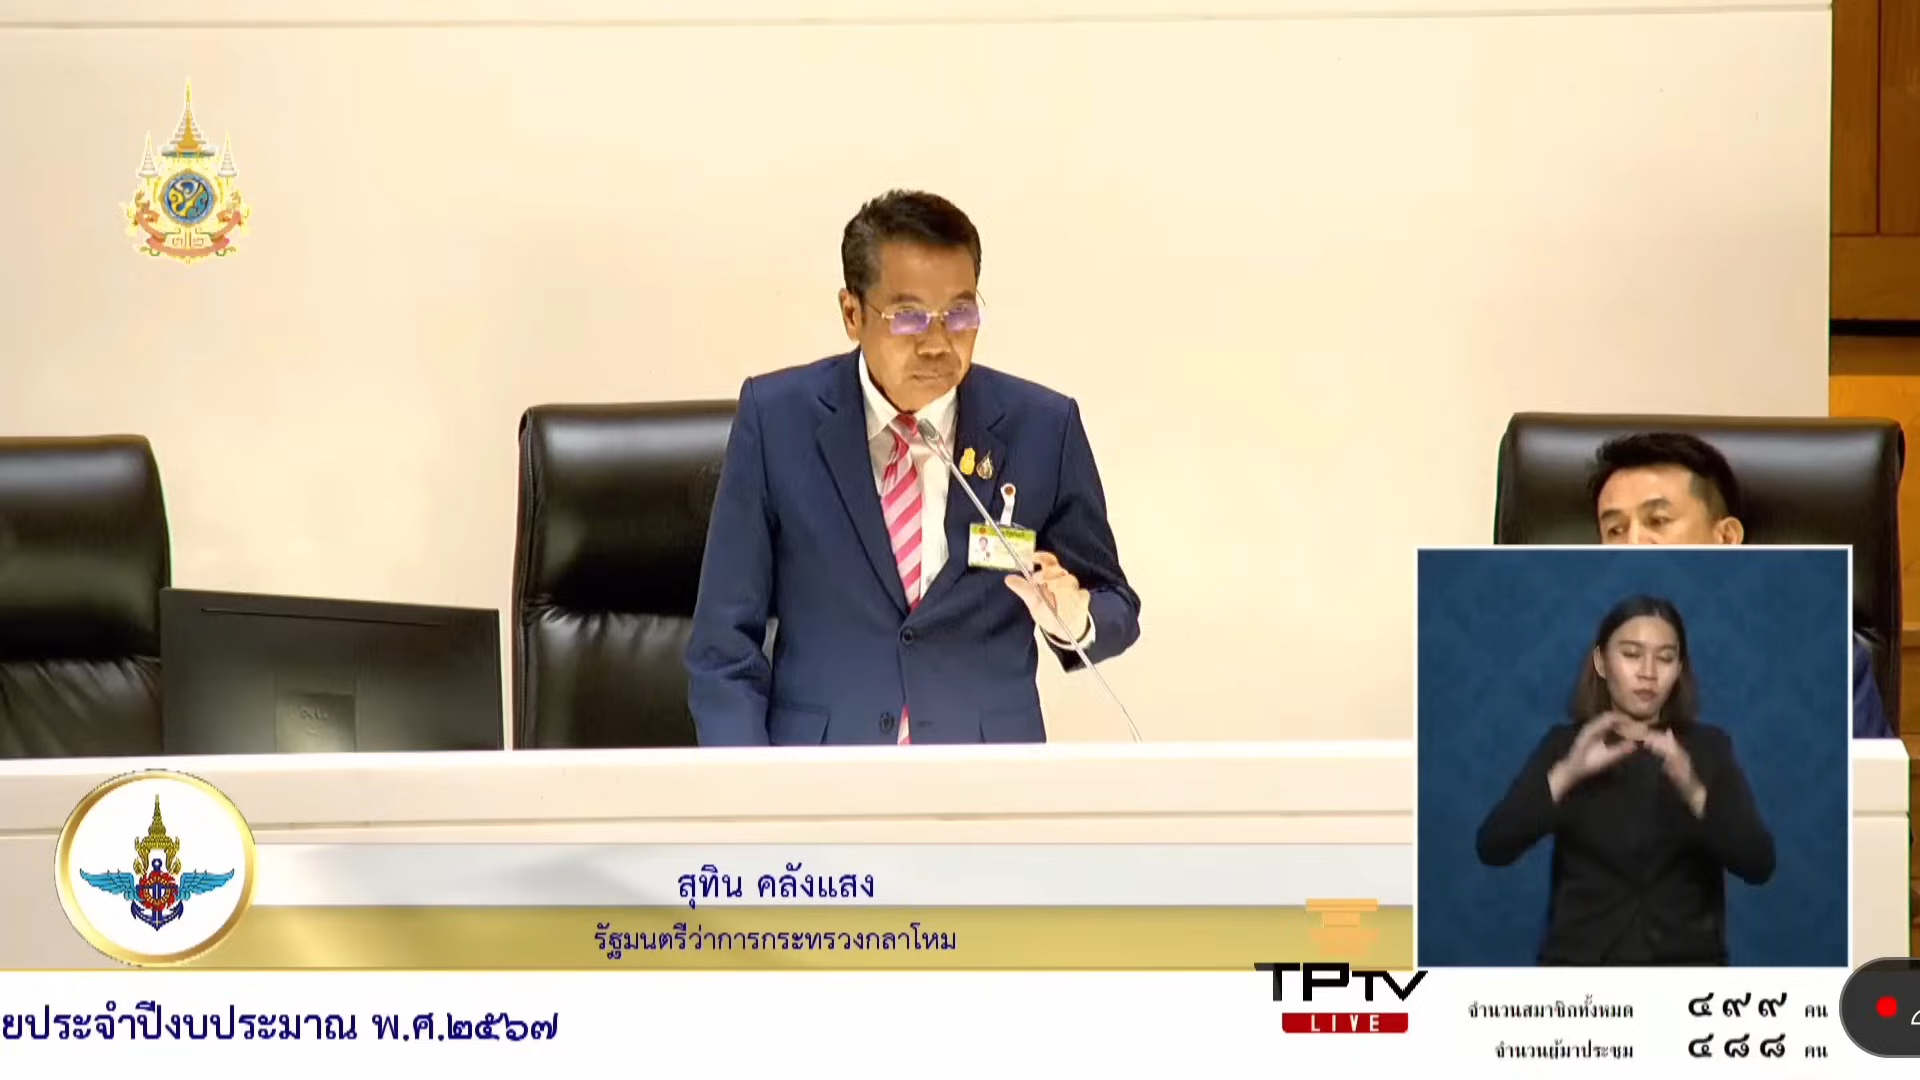 สุทิน คลังแสง
รัฐมนตรีว่าการกระทรวงกลาโหม
TPTV
LIVE
ยประจำปีงบประมาณ พ.ศ.๒๕๖๗
จำนวนสมาชิกทั้งหมด ๔๙๙ คน
จำนวนผู้มาประชุม ๔๘๘ คน